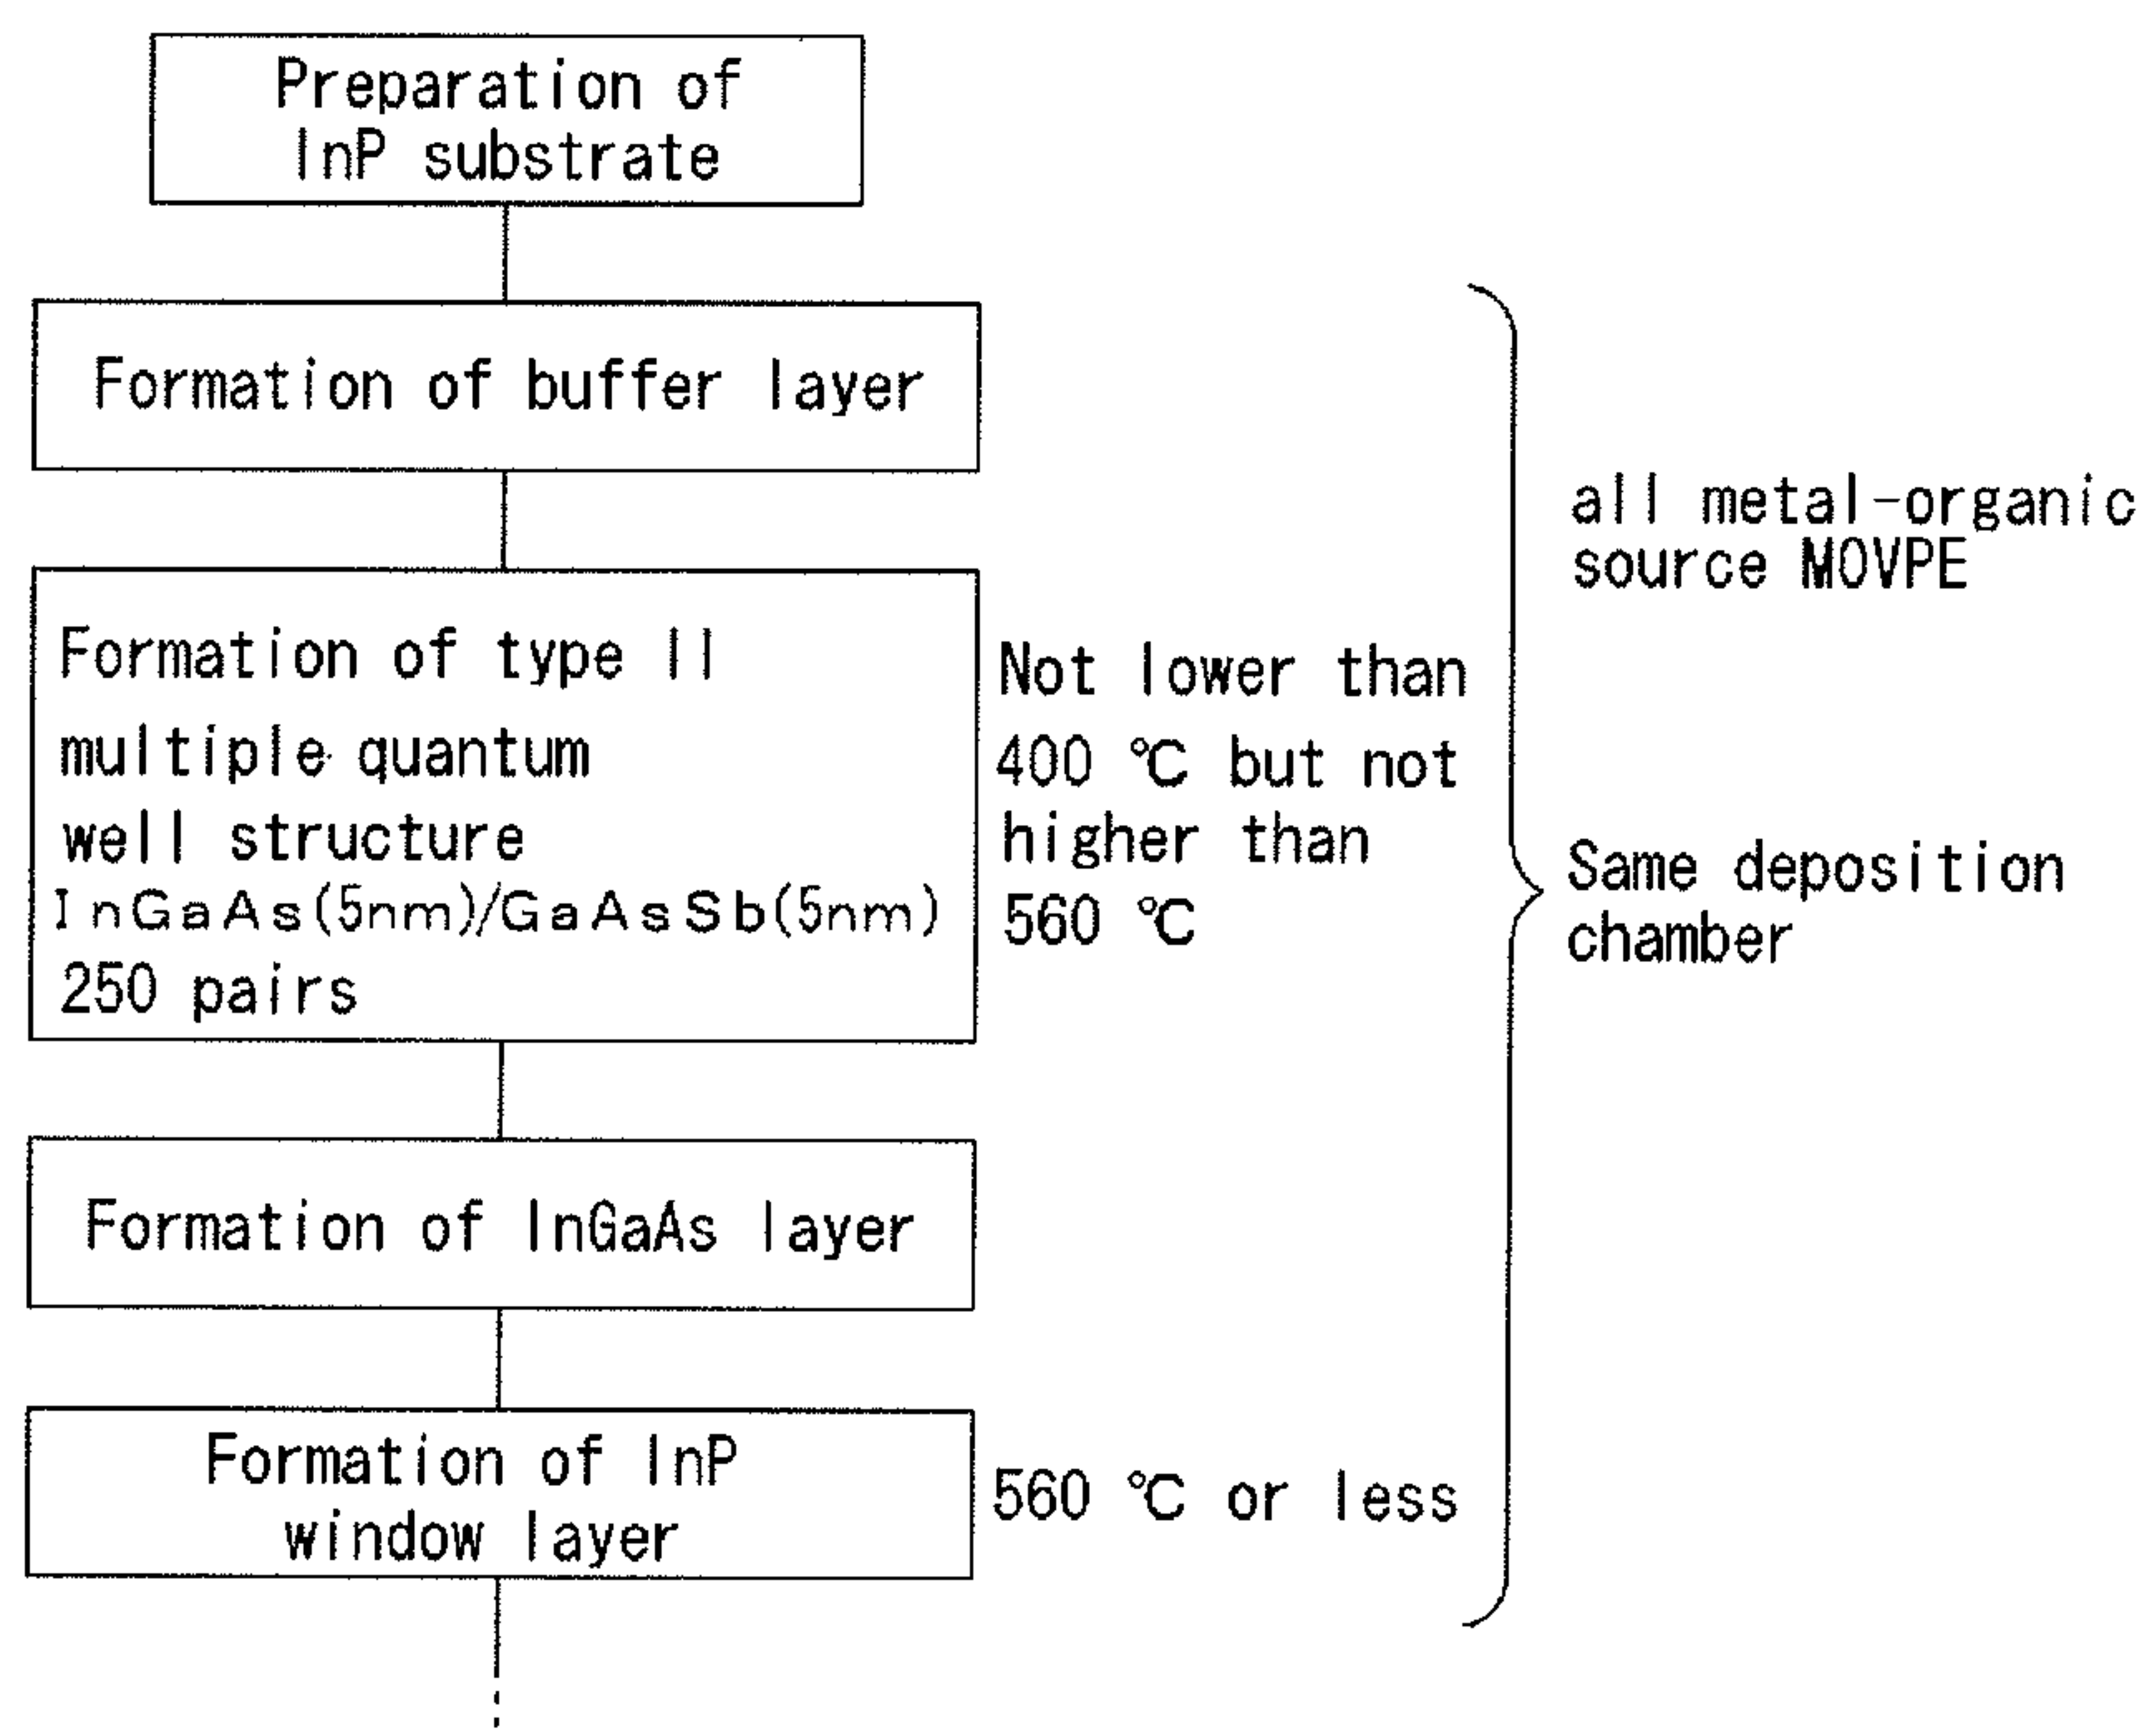 Preparation of
InP substrate
Formation of buffer layer
all metal-organic
source MOVPE
Formation of type II
multiple quantum
well structure
InGaAs(5nm)/GaAsSb(5nm)
250 pairs
Not lower than
400 ℃ but not
higher than
560 ℃
Same deposition
chamber
Formation of InGaAs layer
Formation of InP
window layer
560 ℃ or less